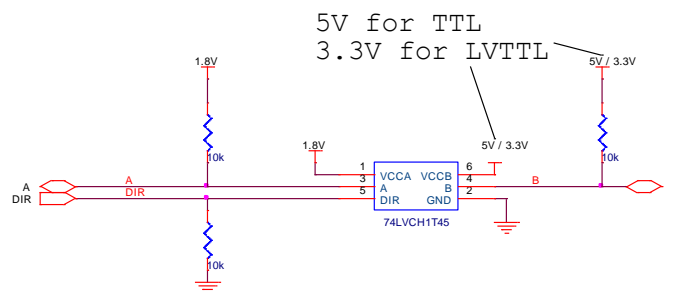 5V for TTL
3.3V for LVTTL
1.8V
5V / 3.3V
10k
10k
1.8V
5V / 3.3V
1 VCCA VCCB 6
A A 3 A B 4 B
DIR DIR 5 DIR GND 2
74LVCH1T45
10k